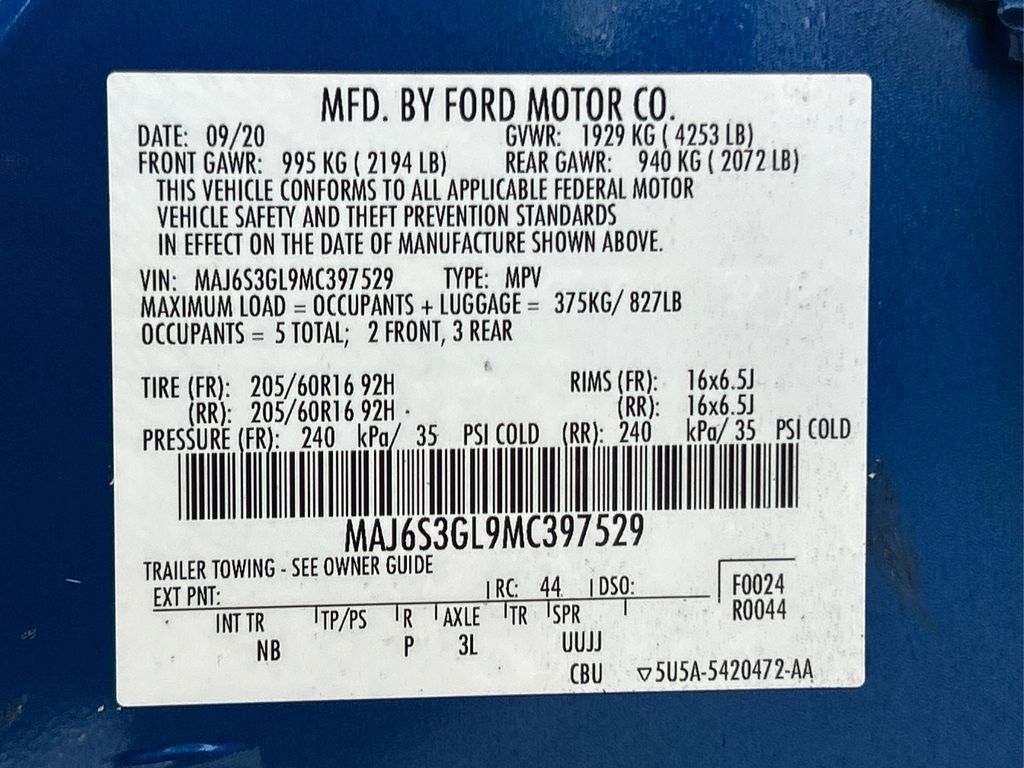 MFD. BY FORD MOTOR CO.
DATE: 09/20 GVWR: 1929 KG ( 4253 LB)
FRONT GAWR: 995 KG ( 2194 LB) REAR GAWR: 940 KG ( 2072 LB)
THIS VEHICLE CONFORMS TO ALL APPLICABLE FEDERAL MOTOR
VEHICLE SAFETY AND THEFT PREVENTION STANDARDS
IN EFFECT ON THE DATE OF MANUFACTURE SHOWN ABOVE.
VIN: MAJ6S3GL9MC397529 TYPE: MPV
MAXIMUM LOAD = OCCUPANTS + LUGGAGE = 375KG/ 827LB
OCCUPANTS = 5 TOTAL; 2 FRONT, 3 REAR
TIRE (FR): 205/60R16 92H RIMS (FR): 16x6.5J
(RR): 205/60R16 92H (RR): 16x6.5J
PRESSURE (FR): 240 kPa/ 35 PSI COLD (RR): 240 kPa/ 35 PSI COLD
MAJ6S3GL9MC397529
TRAILER TOWING - SEE OWNER GUIDE
EXT PNT: RC: 44 DSO: F0024
R0044
INT TR TP/PS R AXLE TR SPR
NB P 3L UUJJ
CBU ▽5U5A-5420472-AA